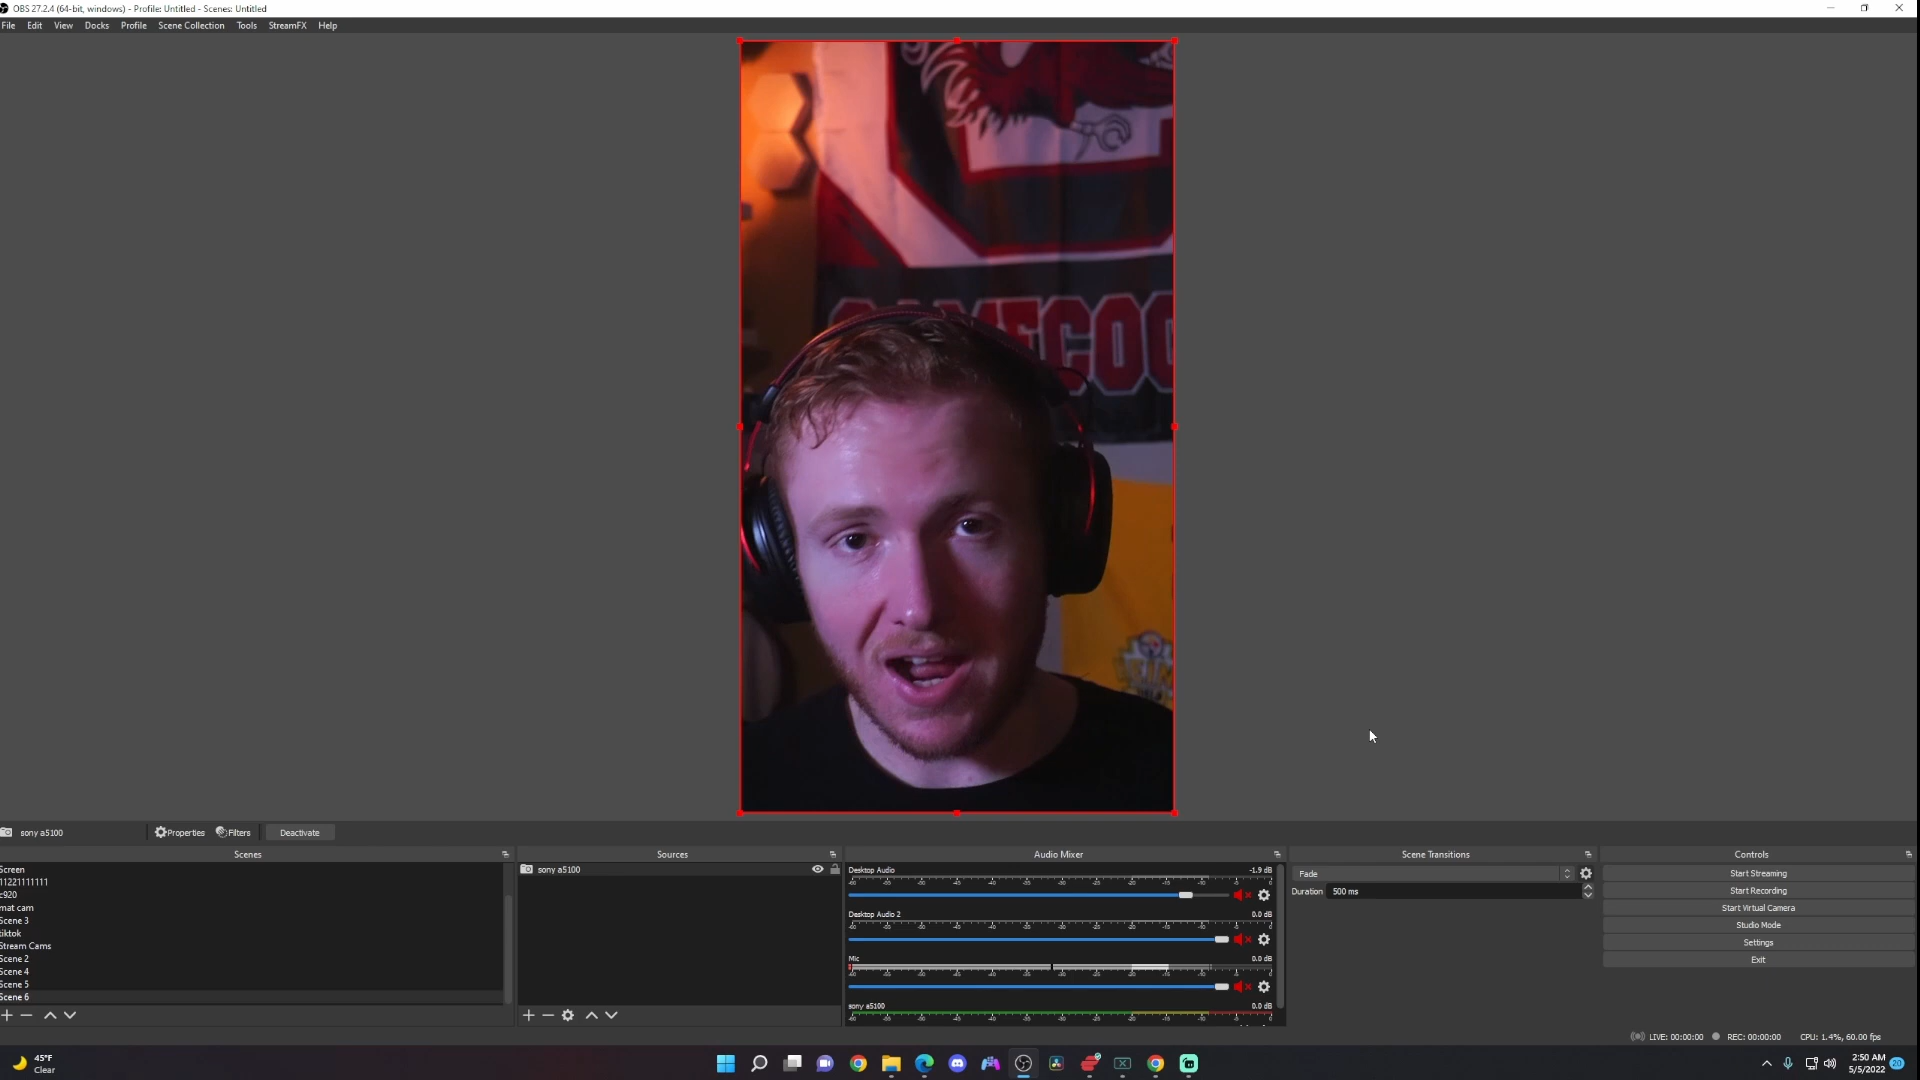 OBS 27.2.4 (64-bit, windows) - Profile: Untitled - Scenes: Untitled
File Edit View Docks Profile Scene Collection Tools StreamFX Help
GAMECOC
sony a5100 Properties Filters Deactivate
Scenes
Screen
11221111111
c920
mat cam
Scene 3
tiktok
Stream Cams
Scene 2
Scene 4
Scene 5
Scene 6
Sources
sony a5100
Audio Mixer
Desktop Audio -1.9 dB
Desktop Audio 2 0.0 dB
Mic 0.0 dB
sony a5100 0.0 dB
Scene Transitions
Fade
Duration 500 ms
Controls
Start Streaming
Start Recording
Start Virtual Camera
Studio Mode
Settings
Exit
LIVE: 00:00:00 REC: 00:00:00 CPU: 1.4%, 60.00 fps
45°F
Clear
2:50 AM
5/5/2022
20